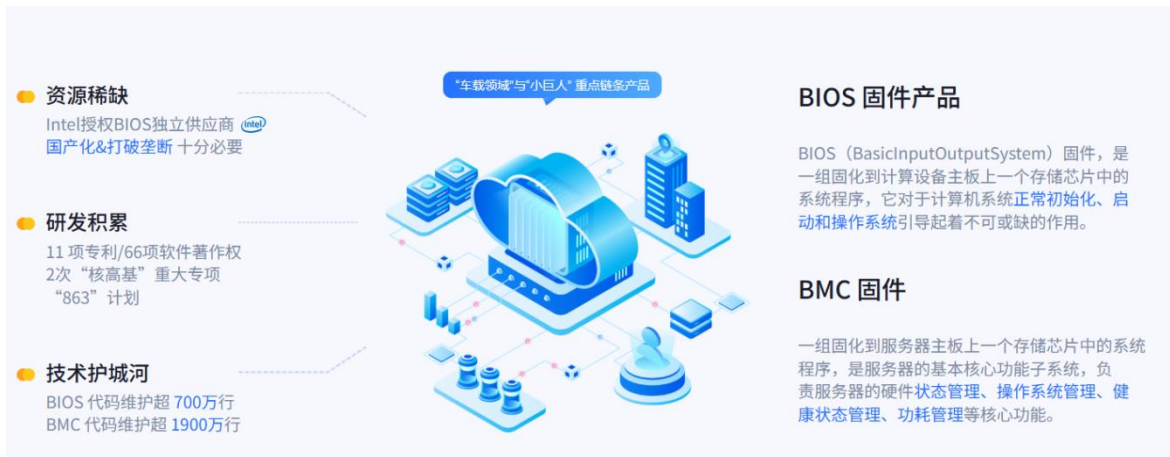 "车载领域"与"小巨人" 重点链条产品
资源稀缺
Intel授权BIOS独立供应商 intel
国产化&打破垄断 十分必要
研发积累
11 项专利/66项软件著作权
2次“核高基”重大专项
“863”计划
技术护城河
BIOS 代码维护超 700万行
BMC 代码维护超 1900万行
BIOS 固件产品
BIOS（BasicInputOutputSystem）固件，是
一组固化到计算设备主板上一个存储芯片中的
系统程序，它对于计算机系统正常初始化、启
动和操作系统引导起着不可或缺的作用。
BMC 固件
一组固化到服务器主板上一个存储芯片中的系统
程序，是服务器的基本核心功能子系统，负
责服务器的硬件状态管理、操作系统管理、健
康状态管理、功耗管理等核心功能。